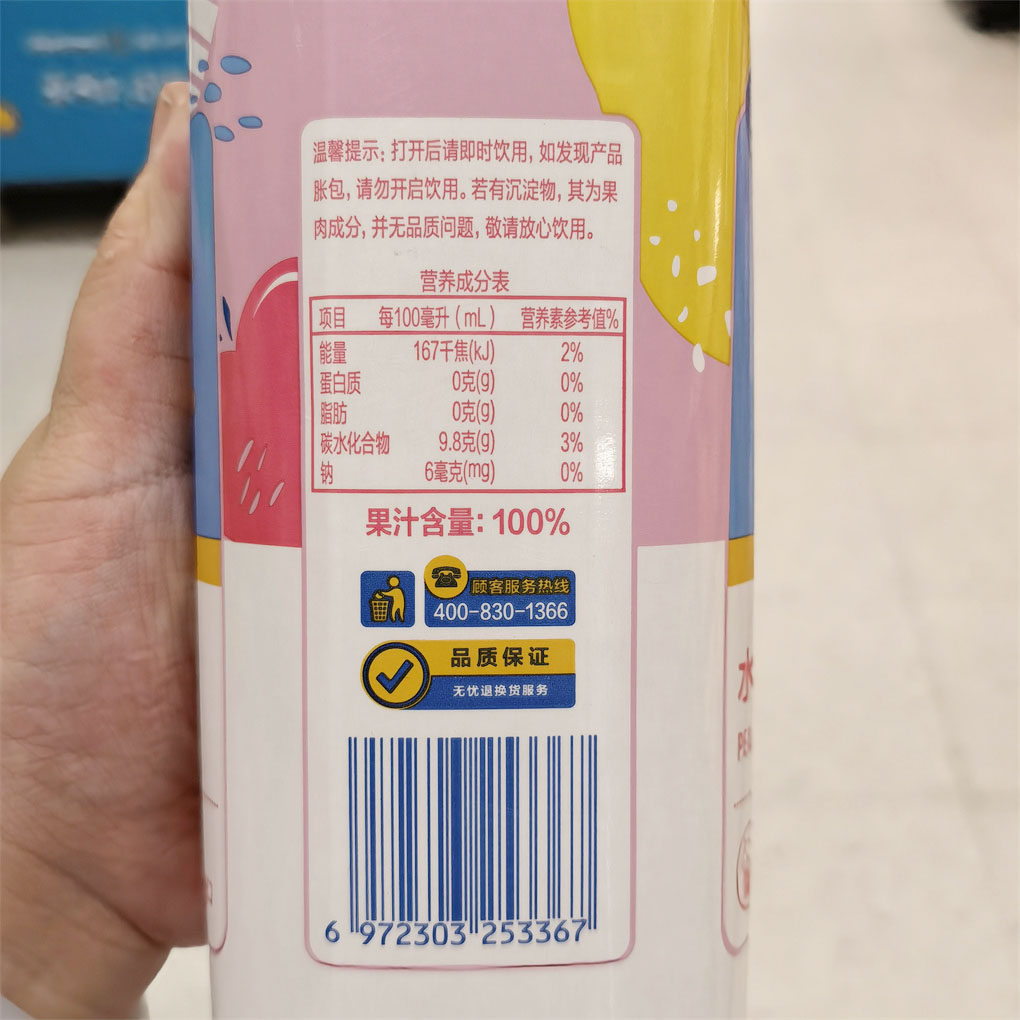 温馨提示：打开后请即时饮用，如发现产品
胀包，请勿开启饮用。若有沉淀物，其为果
肉成分，并无品质问题，敬请放心饮用。
营养成分表
项目 每100毫升（mL） 营养素参考值%
能量 167千焦(kJ) 2%
蛋白质 0克(g) 0%
脂肪 0克(g) 0%
碳水化合物 9.8克(g) 3%
钠 6毫克(mg) 0%
果汁含量：100%
顾客服务热线
400-830-1366
品质保证
无忧退换货服务
6 972303 253367
水
PE